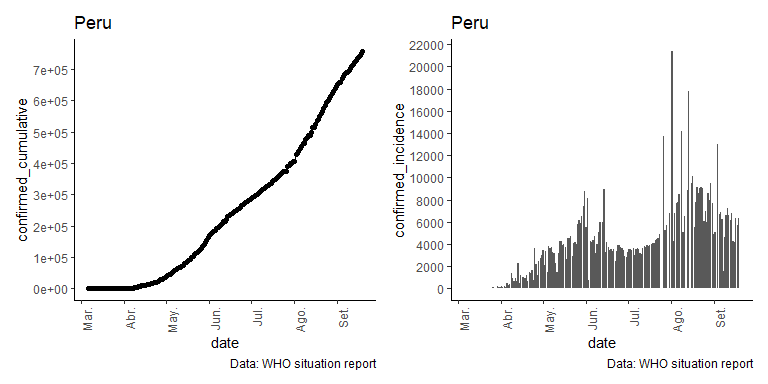 Peru
confirmed_cumulative
7e+05
6e+05
5e+05
4e+05
3e+05
2e+05
1e+05
0e+00
Mar.
Abr.
May.
Jun.
Jul.
Ago.
Set.
date
Data: WHO situation report
Peru
confirmed_incidence
22000
20000
18000
16000
14000
12000
10000
8000
6000
4000
2000
0
Mar.
Abr.
May.
Jun.
Jul.
Ago.
Set.
date
Data: WHO situation report